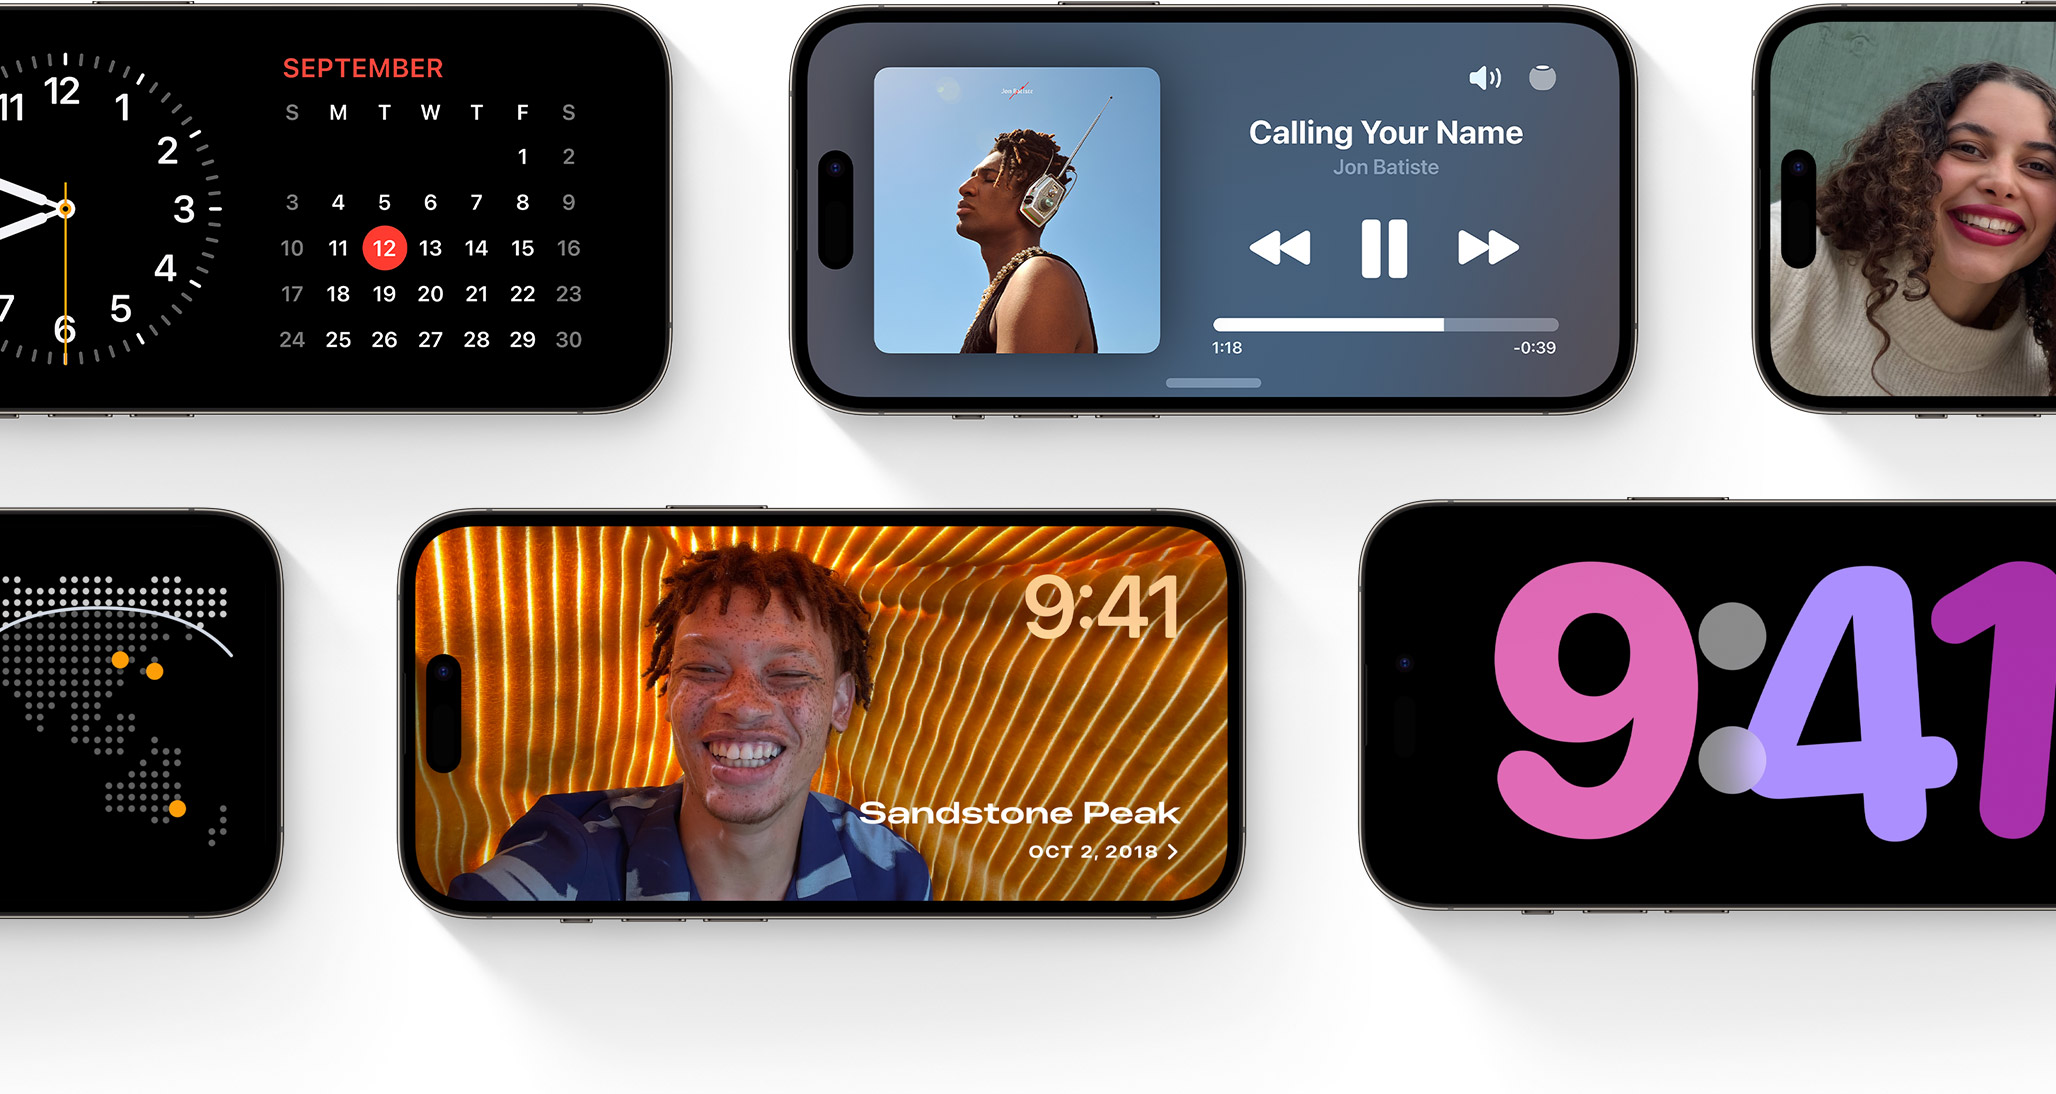 11 12 1 2 3 4 5 6 7
SEPTEMBER
S M T W T F S
1 2
3 4 5 6 7 8 9
10 11 12 13 14 15 16
17 18 19 20 21 22 23
24 25 26 27 28 29 30
Jon Batiste
Calling Your Name
Jon Batiste
1:18 -0:39
9:41
Sandstone Peak
OCT 2, 2018
9:41